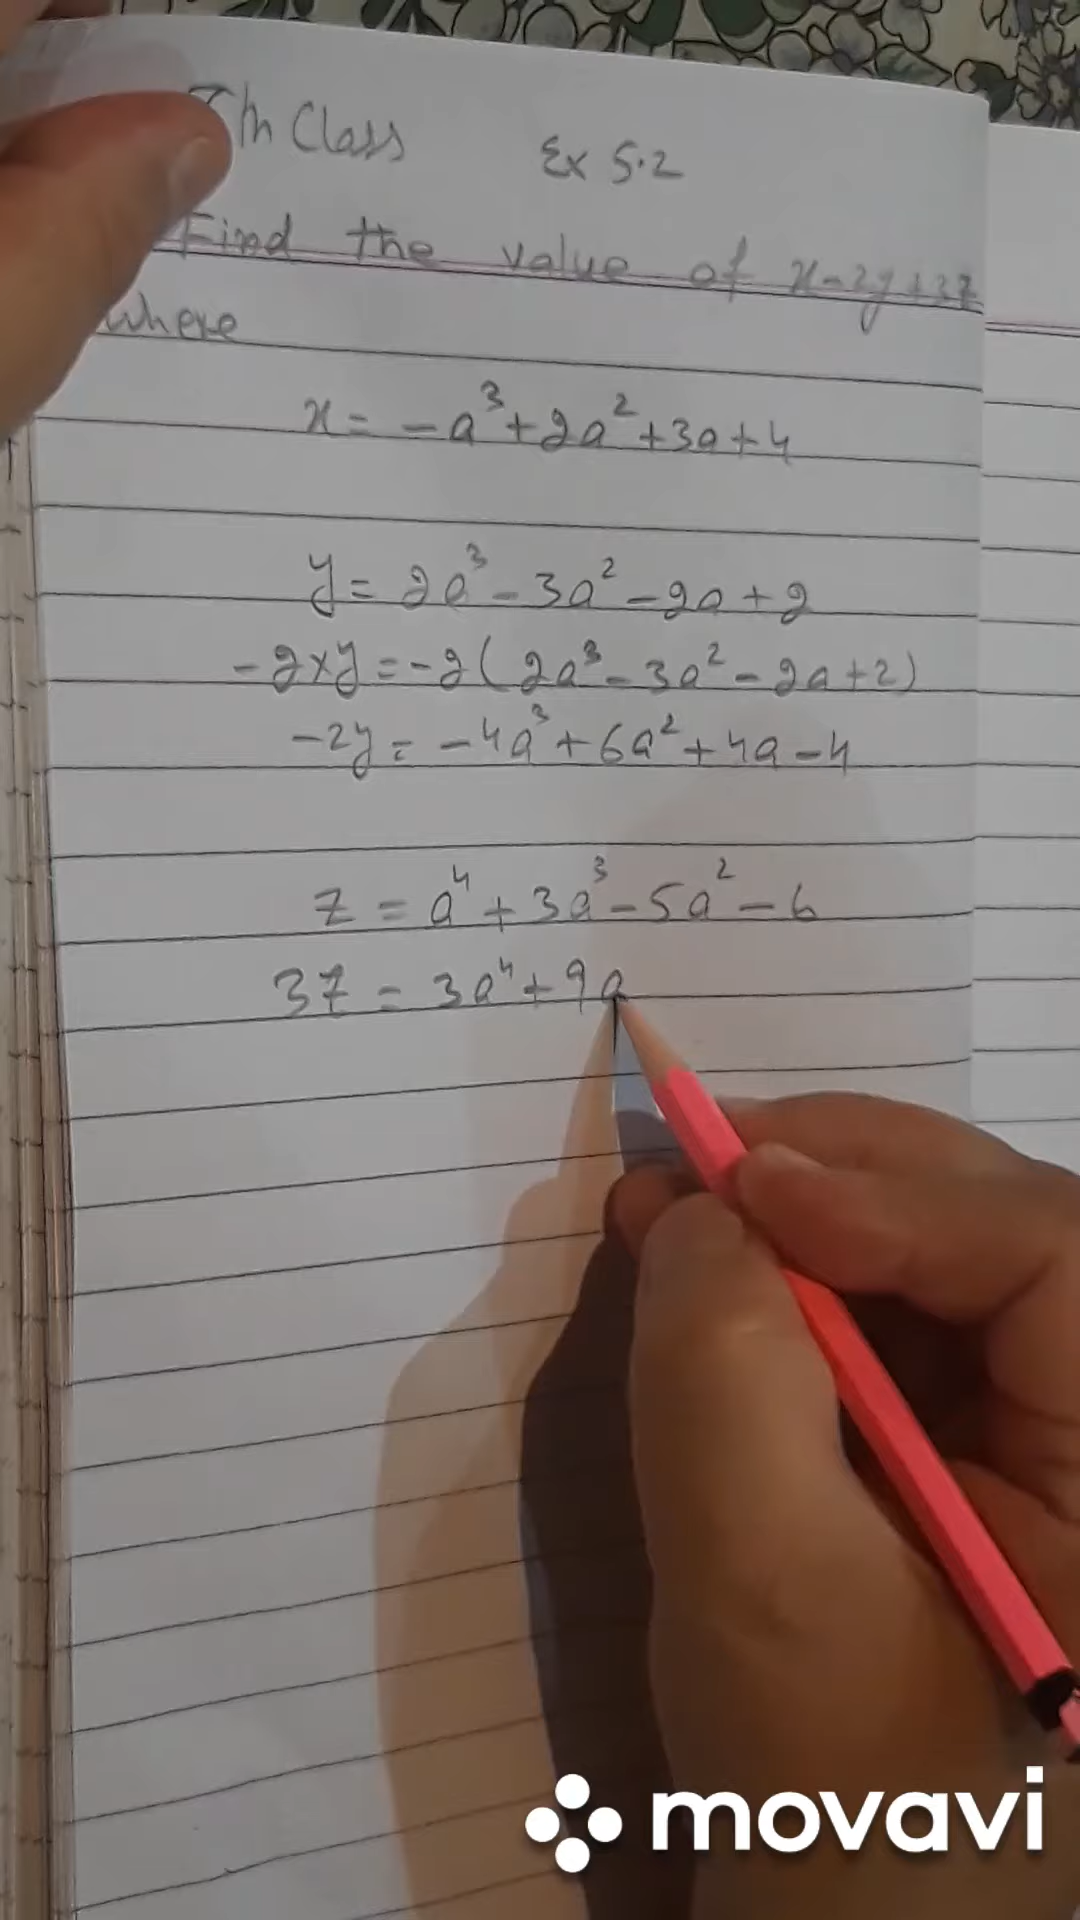 7th Class Ex 5.2
Find the value of x-2y+3z
where
x = -a³+2a²+3a+4
y = 2a³-3a²-2a+2
-2xy = -2(2a³-3a²-2a+2)
-2y = -4a³+6a²+4a-4
z = a⁴+3a³-5a²-6
3z = 3a⁴+9a
movavi